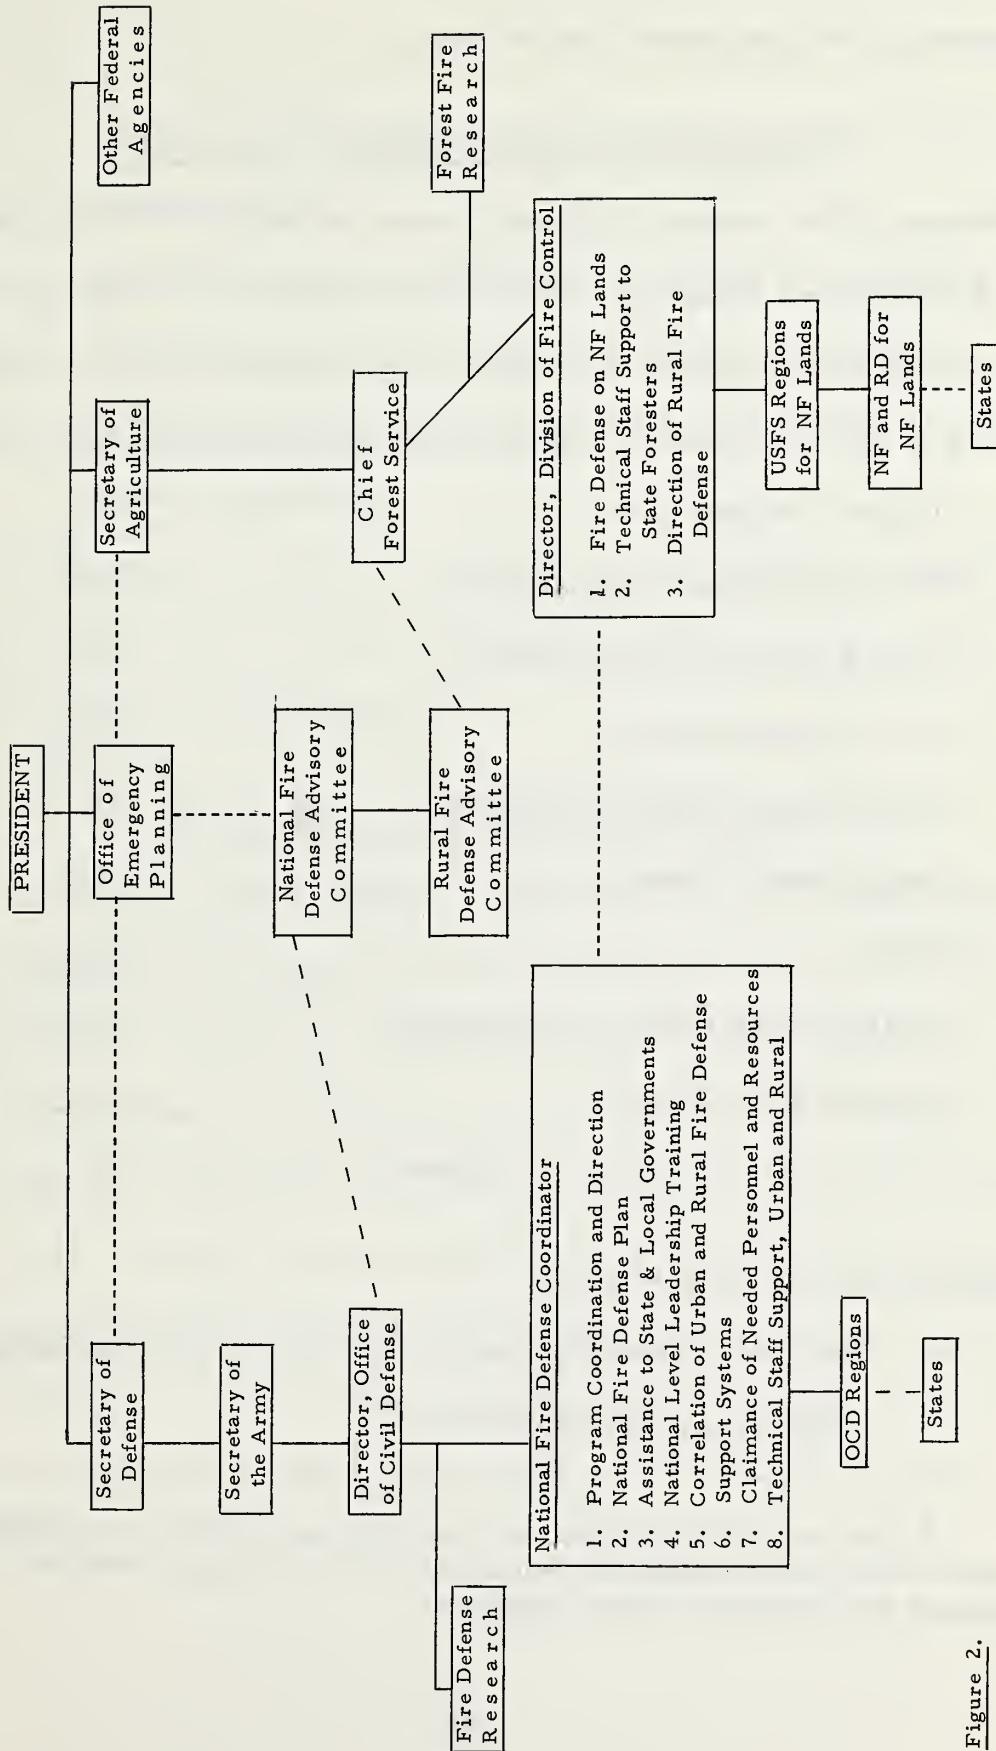 PRESIDENT
Secretary of
Defense
Office of
Emergency
Planning
Secretary of
Agriculture
Other Federal
Agencies
Secretary of
the Army
National Fire
Defense Advisory
Committee
Director, Office
of Civil Defense
Chief
Forest Service
Rural Fire
Defense Advisory
Committee
Fire Defense
Research
Forest Fire
Research
National Fire Defense Coordinator
1. Program Coordination and Direction
2. National Fire Defense Plan
3. Assistance to State & Local Governments
4. National Level Leadership Training
5. Correlation of Urban and Rural Fire Defense
6. Support Systems
7. Claimance of Needed Personnel and Resources
8. Technical Staff Support, Urban and Rural
Director, Division of Fire Control
1. Fire Defense on NF Lands
2. Technical Staff Support to
State Foresters
3. Direction of Rural Fire
Defense
OCD Regions
States
USFS Regions
for NF Lands
NF and RD for
NF Lands
States
Figure 2.